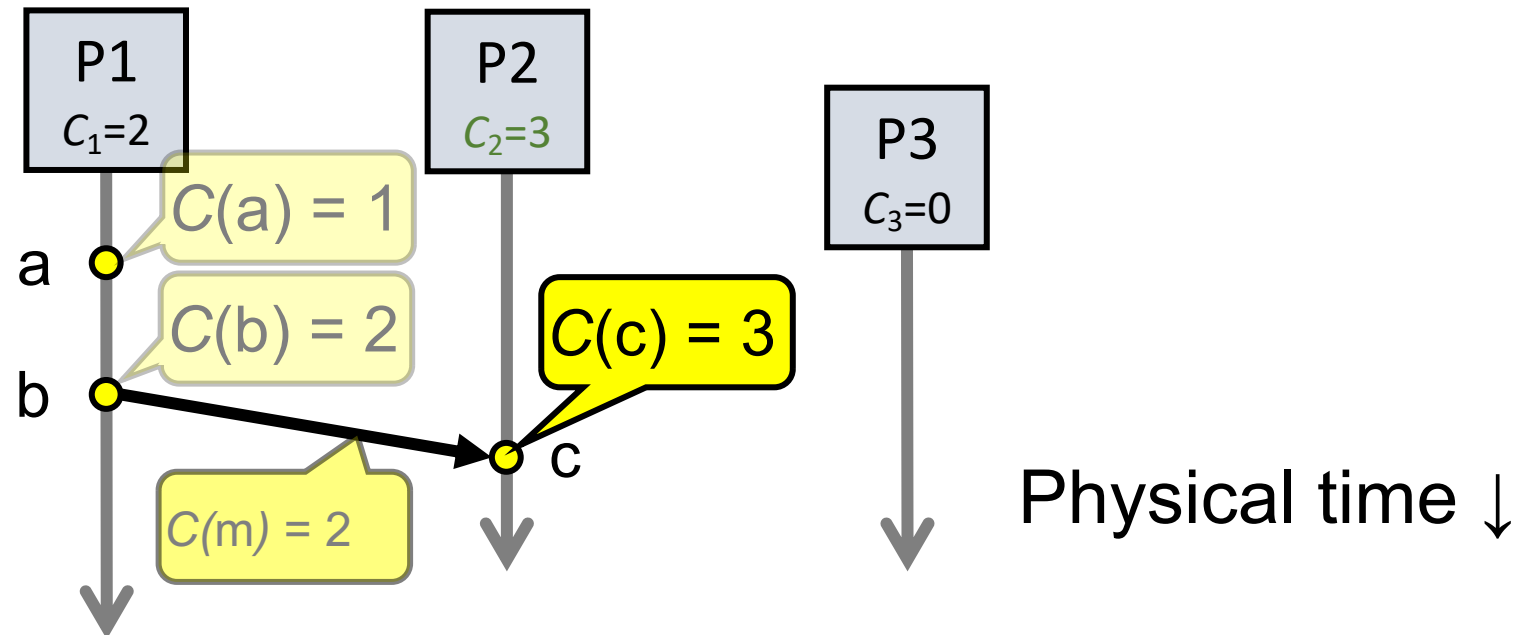 P1
C₁=2
P2
C₂=3
P3
C₃=0
C(a) = 1
a
C(b) = 2
b
C(c) = 3
c
C(m) = 2
Physical time ↓